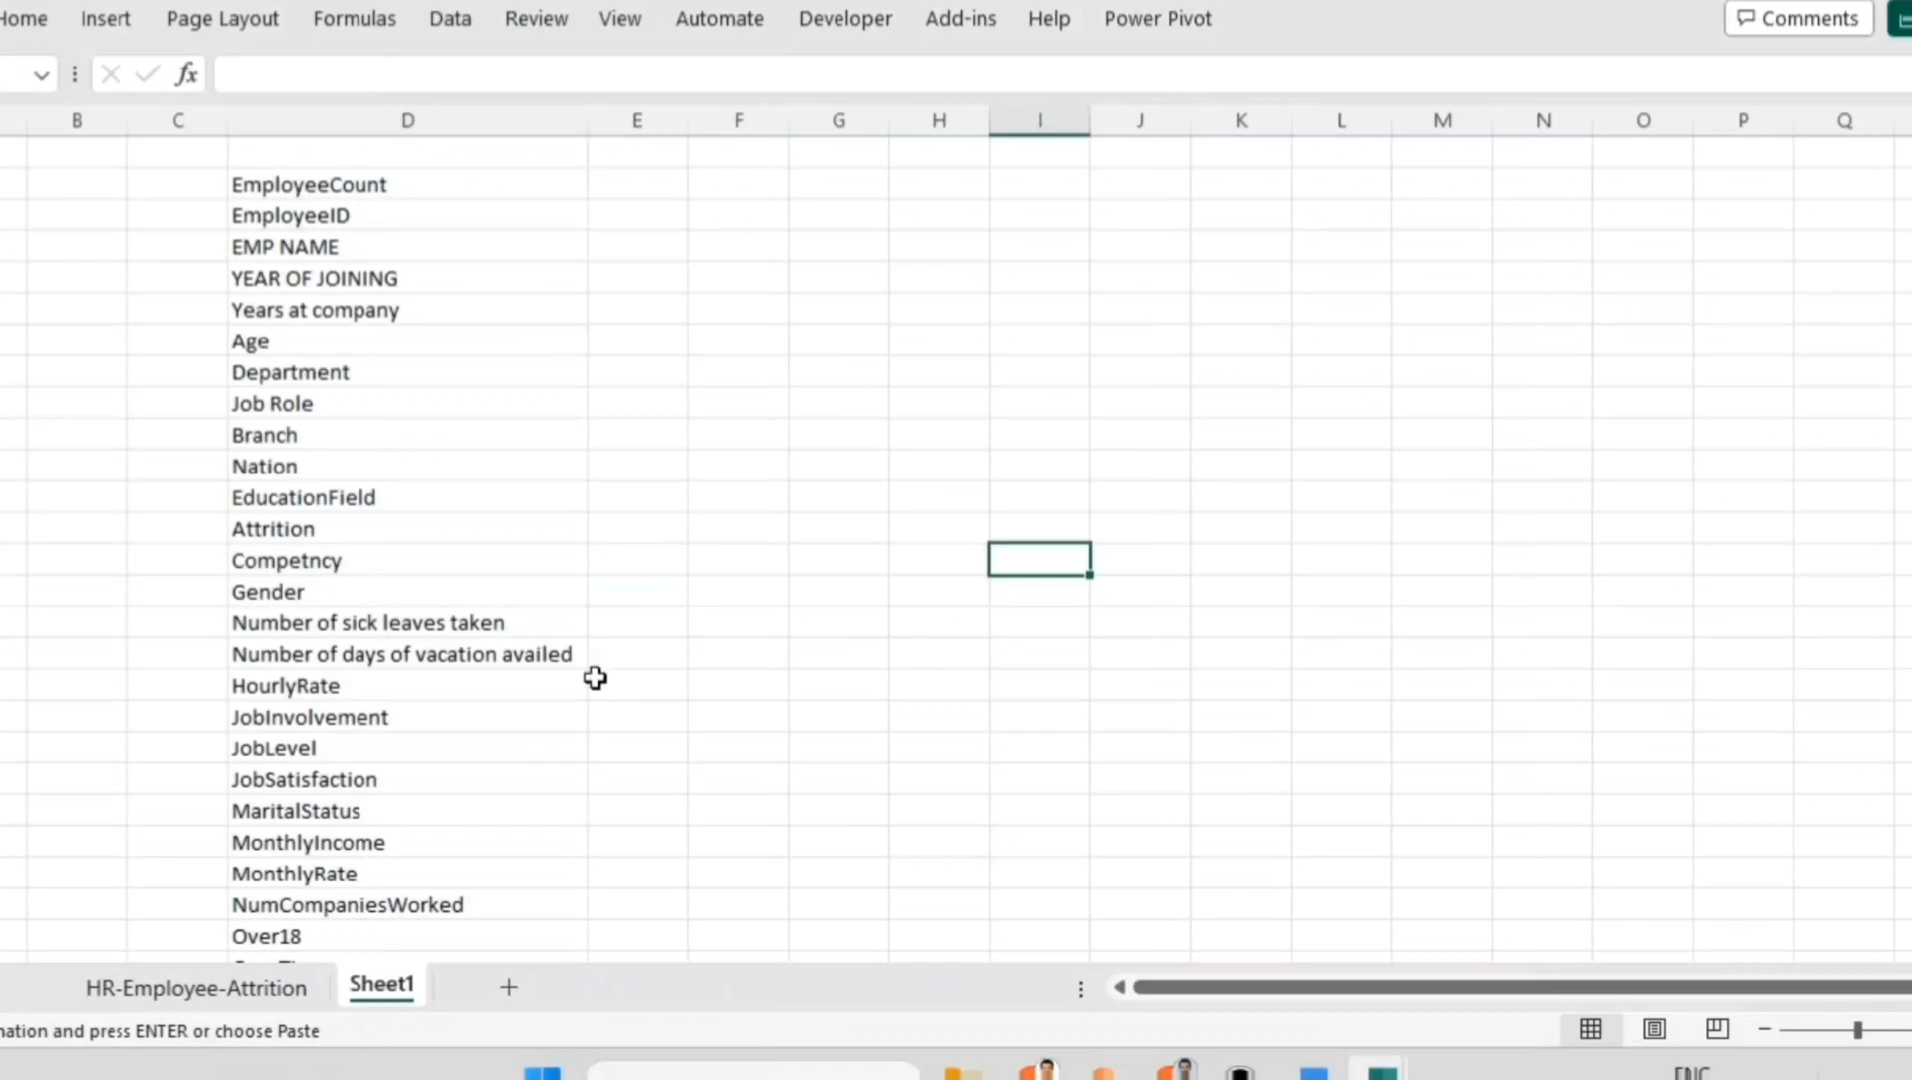 Home Insert Page Layout Formulas Data Review View Automate Developer Add-ins Help Power Pivot Comments
fx
B C D E F G H I J K L M N O P Q
EmployeeCount
EmployeeID
EMP NAME
YEAR OF JOINING
Years at company
Age
Department
Job Role
Branch
Nation
EducationField
Attrition
Competncy
Gender
Number of sick leaves taken
Number of days of vacation availed
HourlyRate
JobInvolvement
JobLevel
JobSatisfaction
MaritalStatus
MonthlyIncome
MonthlyRate
NumCompaniesWorked
Over18
HR-Employee-Attrition Sheet1
and press ENTER or choose Paste
ENG